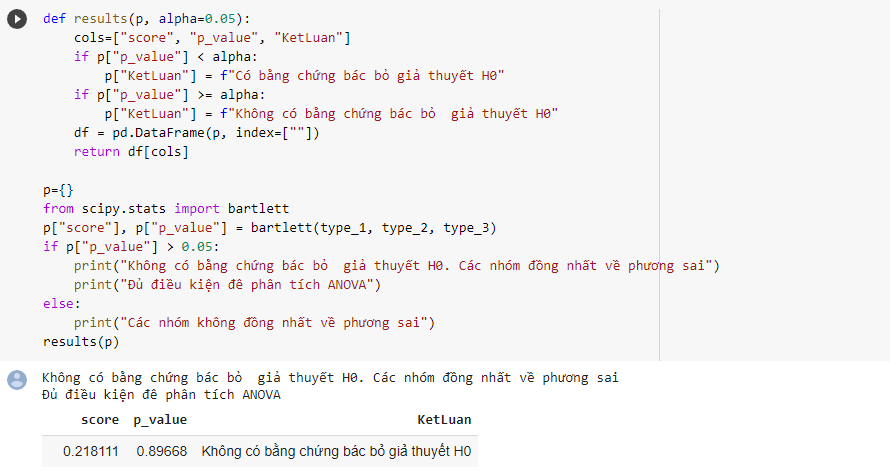 def results(p, alpha=0.05):
    cols=["score", "p_value", "KetLuan"]
    if p["p_value"] < alpha:
        p["KetLuan"] = f"Có bằng chứng bác bỏ giả thuyết H0"
    if p["p_value"] >= alpha:
        p["KetLuan"] = f"Không có bằng chứng bác bỏ  giả thuyết H0"
    df = pd.DataFrame(p, index=[""])
    return df[cols]

p={}
from scipy.stats import bartlett
p["score"], p["p_value"] = bartlett(type_1, type_2, type_3)
if p["p_value"] > 0.05:
    print("Không có bằng chứng bác bỏ  giả thuyết H0. Các nhóm đồng nhất về phương sai")
    print("Đủ điều kiện đê phân tích ANOVA")
else:
    print("Các nhóm không đồng nhất về phương sai")
results(p)
Không có bằng chứng bác bỏ  giả thuyết H0. Các nhóm đồng nhất về phương sai
Đủ điều kiện đê phân tích ANOVA
score p_value KetLuan
0.218111 0.89668 Không có bằng chứng bác bỏ giả thuyết H0